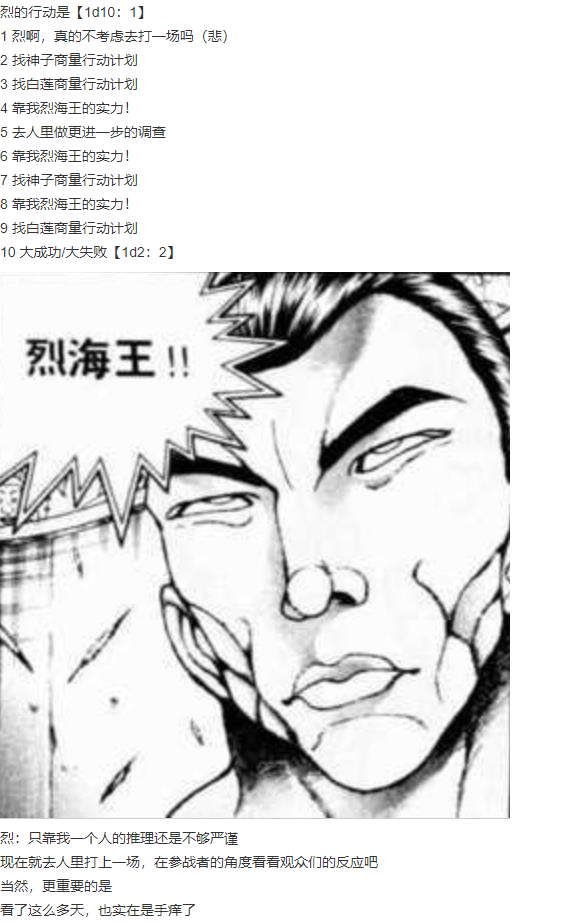 烈的行动是【1d10：1】
1 烈啊，真的不考虑去打一场吗（悲）
2 找神子商量行动计划
3 找白莲商量行动计划
4 靠我烈海王的实力！
5 去人里做更进一步的调查
6 靠我烈海王的实力！
7 找神子商量行动计划
8 靠我烈海王的实力！
9 找白莲商量行动计划
10 大成功/大失败【1d2：2】
烈海王!!
烈：只靠我一个人的推理还是不够严谨
现在就去人里打上一场，在参战者的角度看看观众们的反应吧
当然，更重要的是
看了这么多天，也实在是手痒了